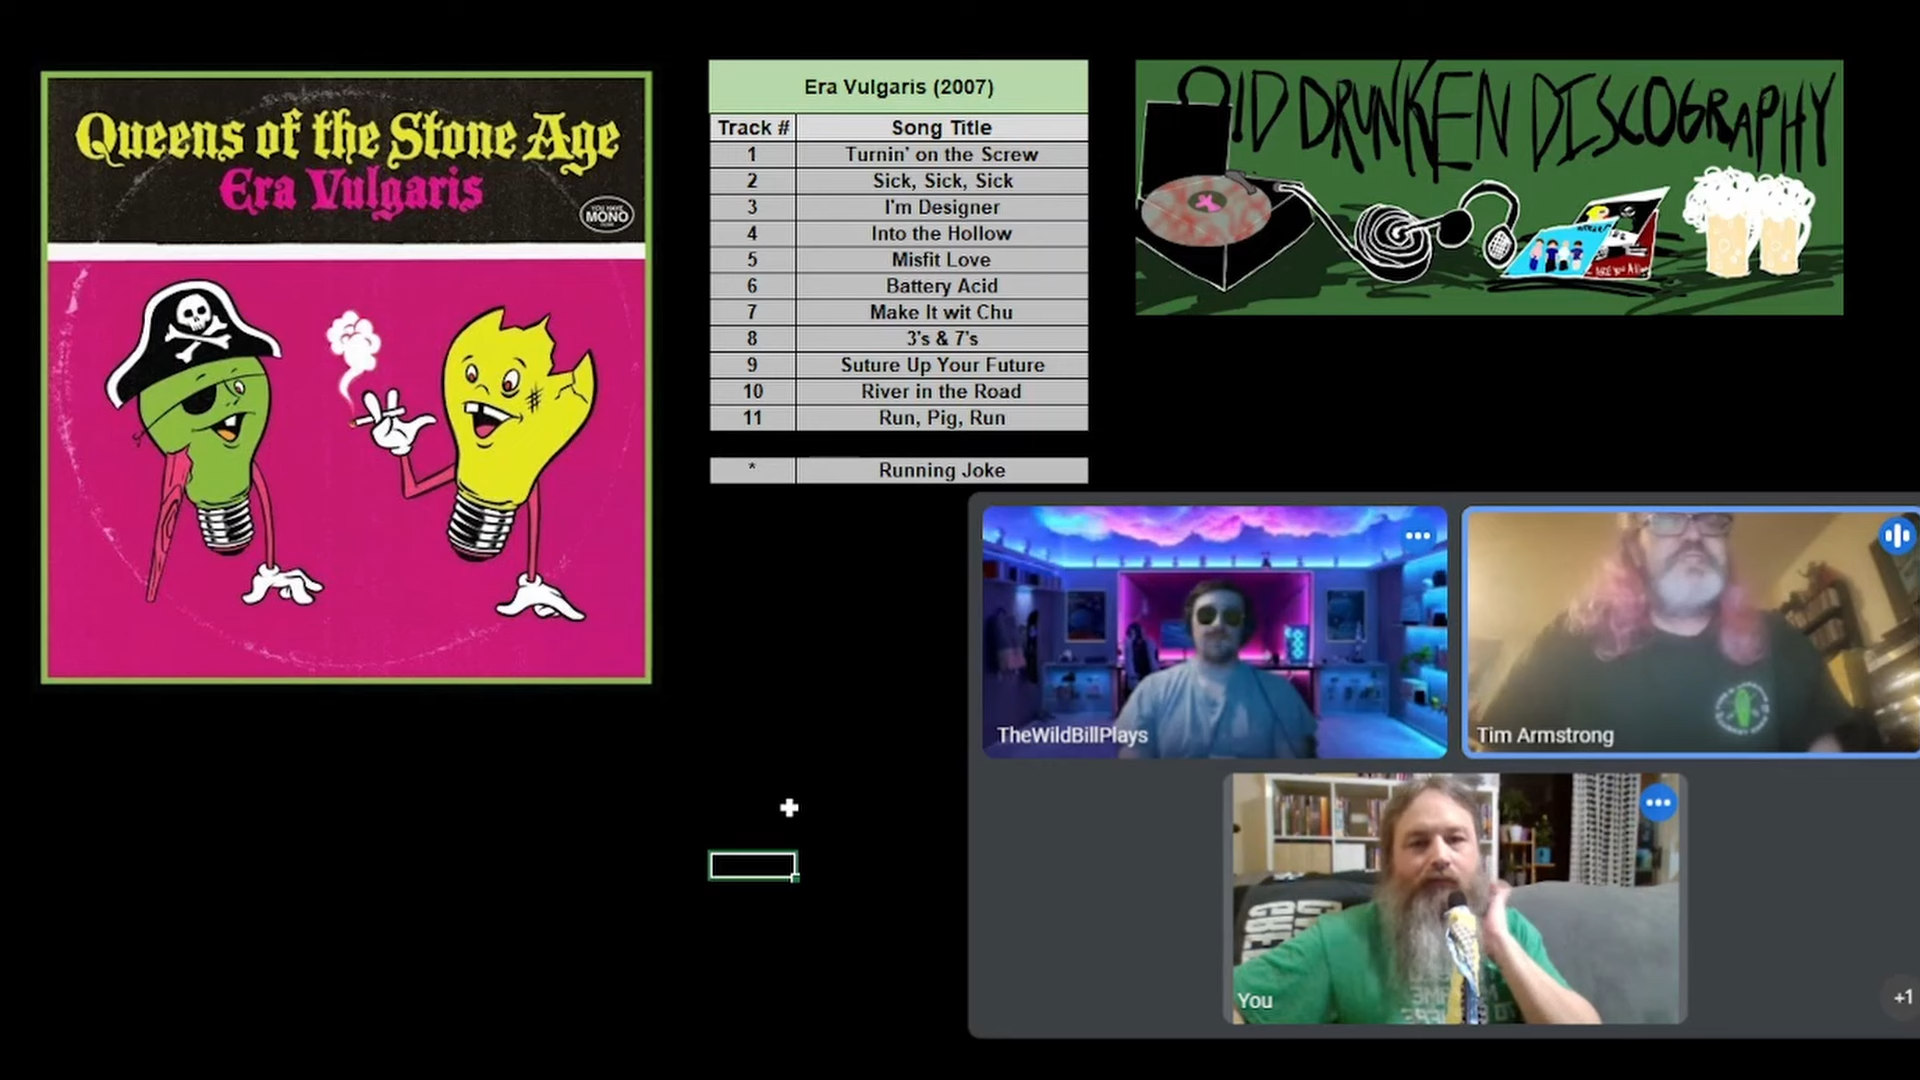 Queens of the Stone Age
Era Vulgaris
YOU HAVE
MONO
Era Vulgaris (2007)
Track # Song Title
1 Turnin' on the Screw
2 Sick, Sick, Sick
3 I'm Designer
4 Into the Hollow
5 Misfit Love
6 Battery Acid
7 Make It wit Chu
8 3's & 7's
9 Suture Up Your Future
10 River in the Road
11 Run, Pig, Run
* Running Joke
DRUNKEN DISCOGRAPHY
TheWildBillPlays
Tim Armstrong
You
+1